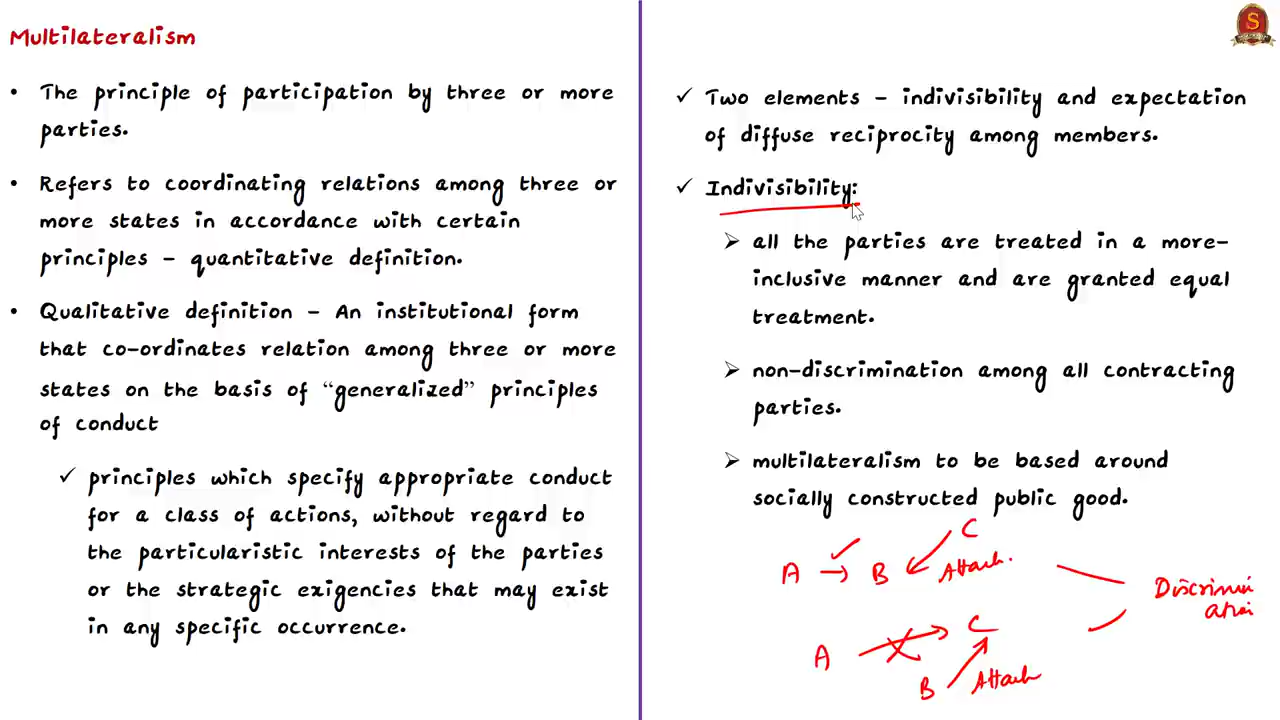 Multilateralism
• The principle of participation by three or more
parties.
• Refers to coordinating relations among three or
more states in accordance with certain
principles – quantitative definition.
• Qualitative definition – An institutional form
that co-ordinates relation among three or more
states on the basis of “generalized” principles
of conduct
✓ principles which specify appropriate conduct
for a class of actions, without regard to
the particularistic interests of the parties
or the strategic exigencies that may exist
in any specific occurrence.
✓ Two elements – indivisibility and expectation
of diffuse reciprocity among members.
✓ Indivisibility:
➢ all the parties are treated in a more-
inclusive manner and are granted equal
treatment.
➢ non-discrimination among all contracting
parties.
➢ multilateralism to be based around
socially constructed public good.
C
A → B Attack.
Discrimin
ation
A C
B Attack
S